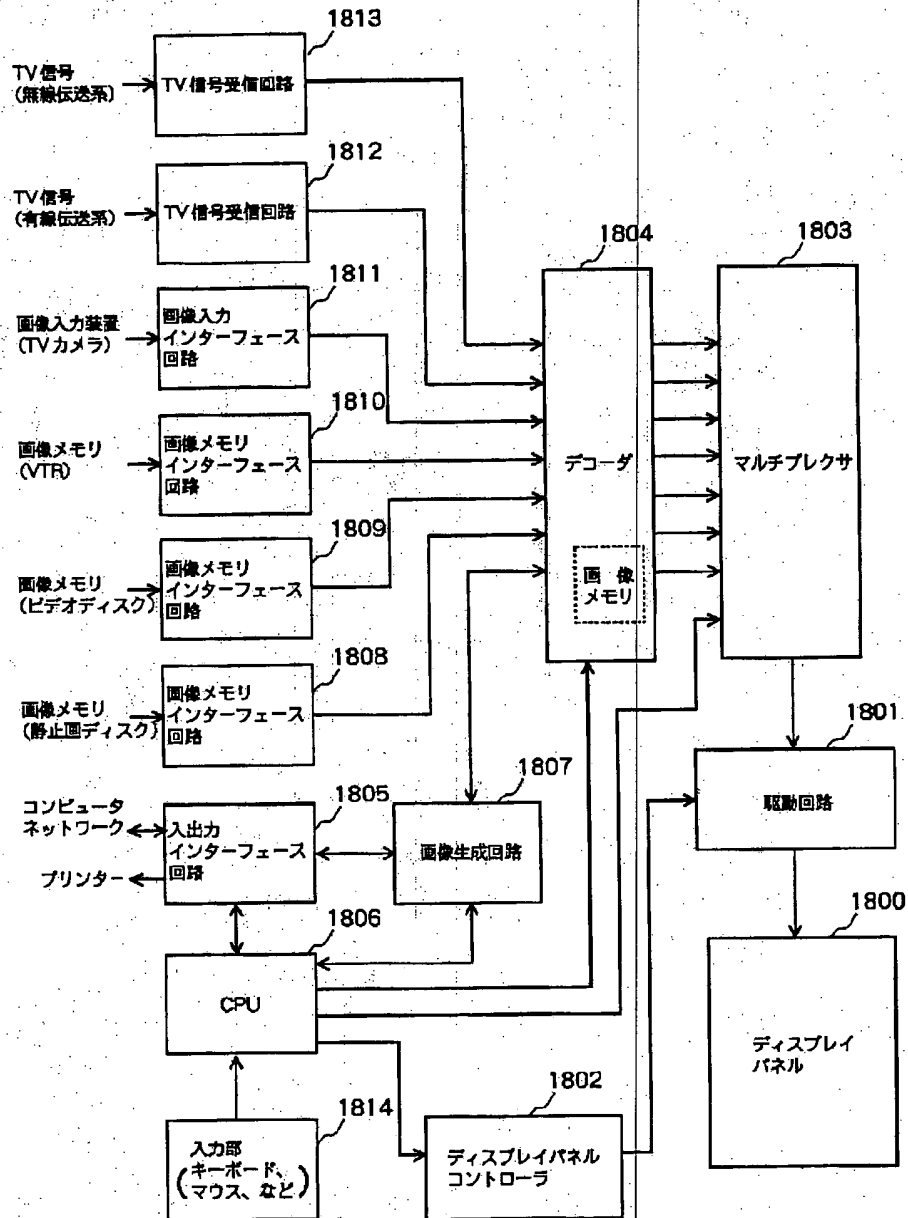 1813
TV信号
(無線伝送系)
TV信号受信回路
1812
TV信号
(有線伝送系)
TV信号受信回路
1804
1803
1811
画像入力装置
(TVカメラ)
画像入力
インターフェース
回路
1810
画像メモリ
(VTR)
画像メモリ
インターフェース
回路
デコーダ
マルチプレクサ
1809
画像メモリ
(ビデオディスク)
画像メモリ
インターフェース
回路
画像
メモリ
1808
画像メモリ
(静止画ディスク)
画像メモリ
インターフェース
回路
1801
1807
駆動回路
1805
コンピュータ
ネットワーク
プリンター
入出力
インターフェース
回路
画像生成回路
1800
1806
CPU
ディスプレイ
パネル
1802
1814
入力部
(キーボード、
マウス、など)
ディスプレイパネル
コントローラ